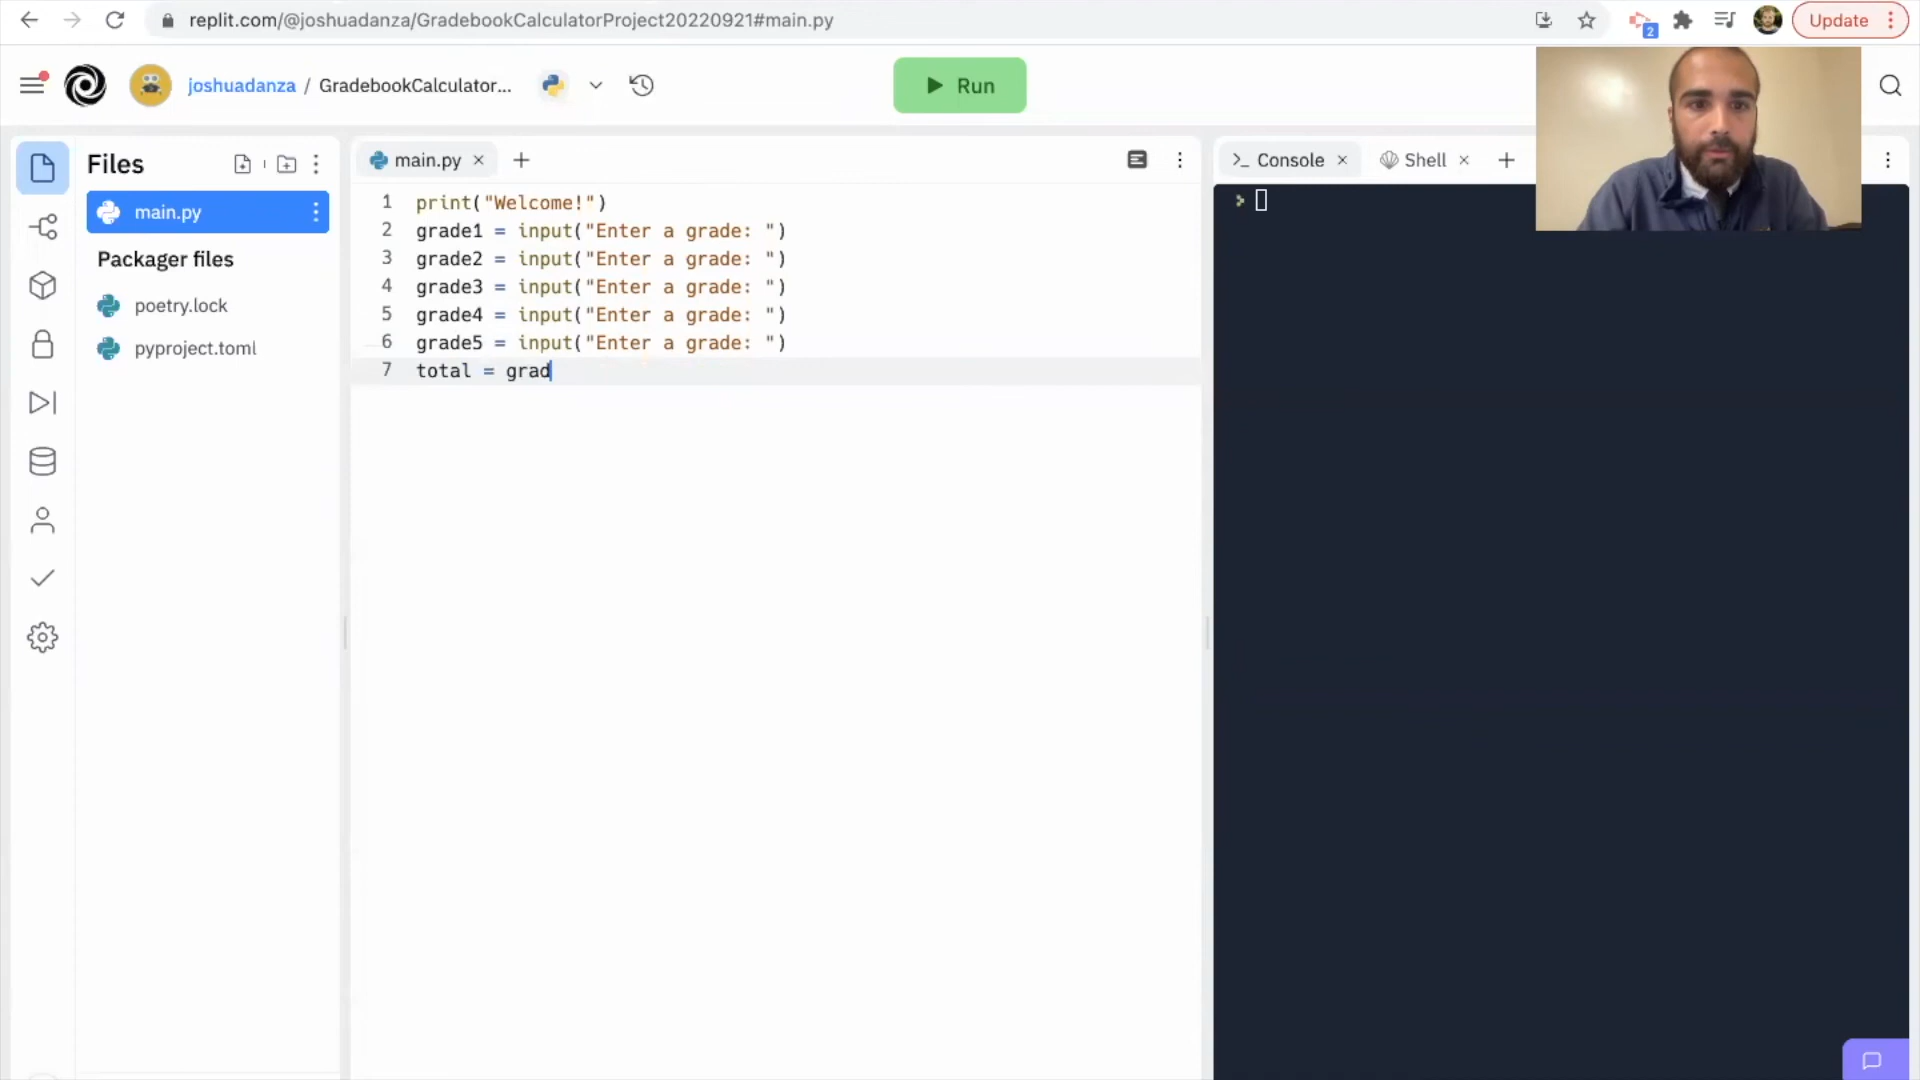 replit.com/@joshuadanza/GradebookCalculatorProject20220921#main.py
2
Update
joshuadanza / GradebookCalculator...
Run
Files
main.py
Packager files
poetry.lock
pyproject.toml
main.py
1 print("Welcome!")
2 grade1 = input("Enter a grade: ")
3 grade2 = input("Enter a grade: ")
4 grade3 = input("Enter a grade: ")
5 grade4 = input("Enter a grade: ")
6 grade5 = input("Enter a grade: ")
7 total = grad
Console
Shell